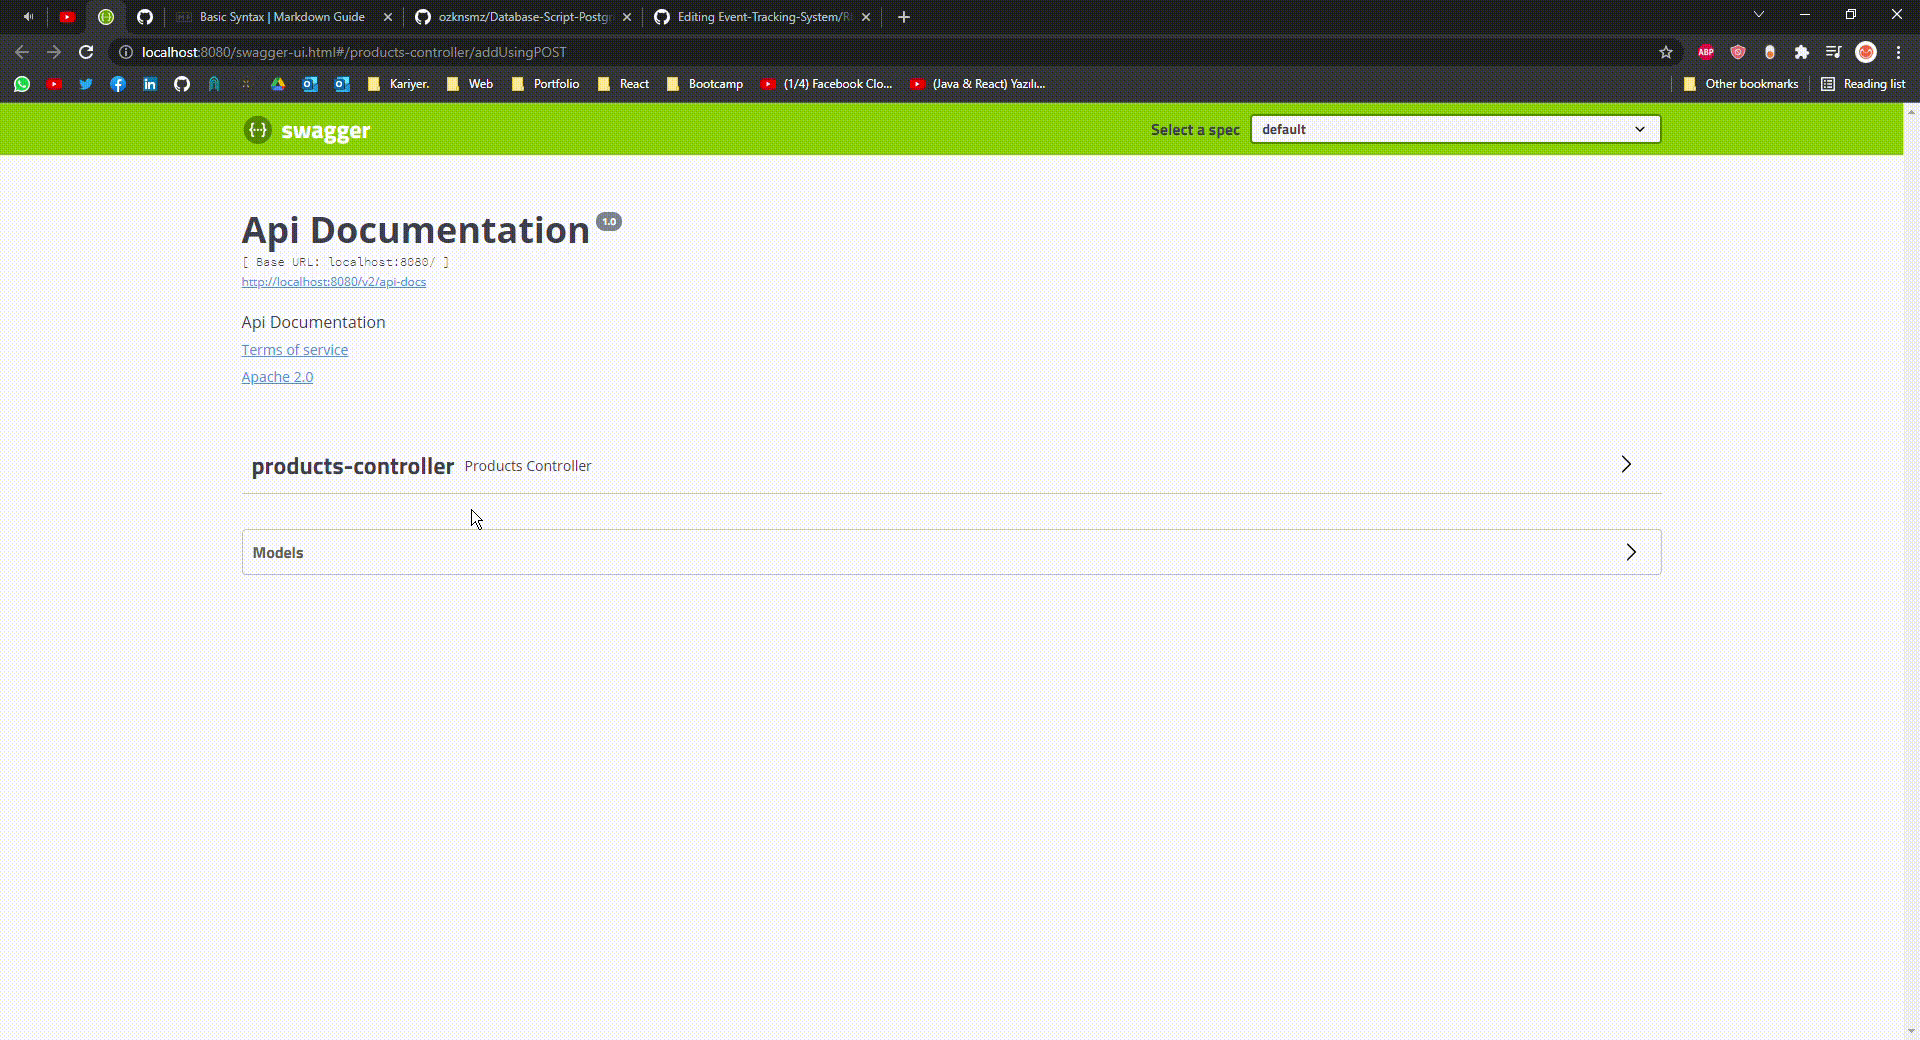 Basic Syntax | Markdown Guide
ozknsmz/Database-Script-Postgr
Editing Event-Tracking-System/R
localhost:8080/swagger-ui.html#/products-controller/addUsingPOST
ABP
Kariyer.
Web
Portfolio
React
Bootcamp
(1/4) Facebook Clo...
(Java & React) Yazılı...
Other bookmarks
Reading list
{··} swagger
Select a spec
default
Api Documentation 1.0
[ Base URL: localhost:8080/ ]
http://localhost:8080/v2/api-docs
Api Documentation
Terms of service
Apache 2.0
products-controller Products Controller
Models